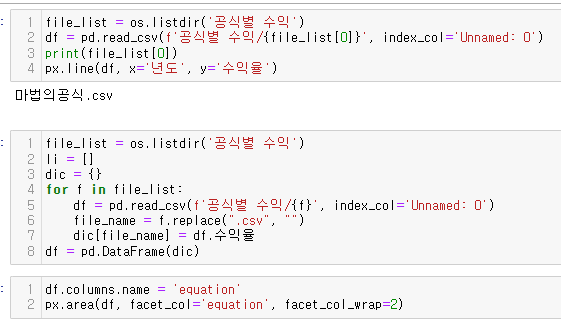 1 file_list = os.listdir('공식별 수익')
2 df = pd.read_csv(f'공식별 수익/{file_list[0]}', index_col='Unnamed: 0')
3 print(file_list[0])
4 px.line(df, x='년도', y='수익율')
마법의공식.csv
1 file_list = os.listdir('공식별 수익')
2 li = []
3 dic = {}
4 for f in file_list:
5     df = pd.read_csv(f'공식별 수익/{f}', index_col='Unnamed: 0')
6     file_name = f.replace(".csv", "")
7     dic[file_name] = df.수익율
8 df = pd.DataFrame(dic)
1 df.columns.name = 'equation'
2 px.area(df, facet_col='equation', facet_col_wrap=2)